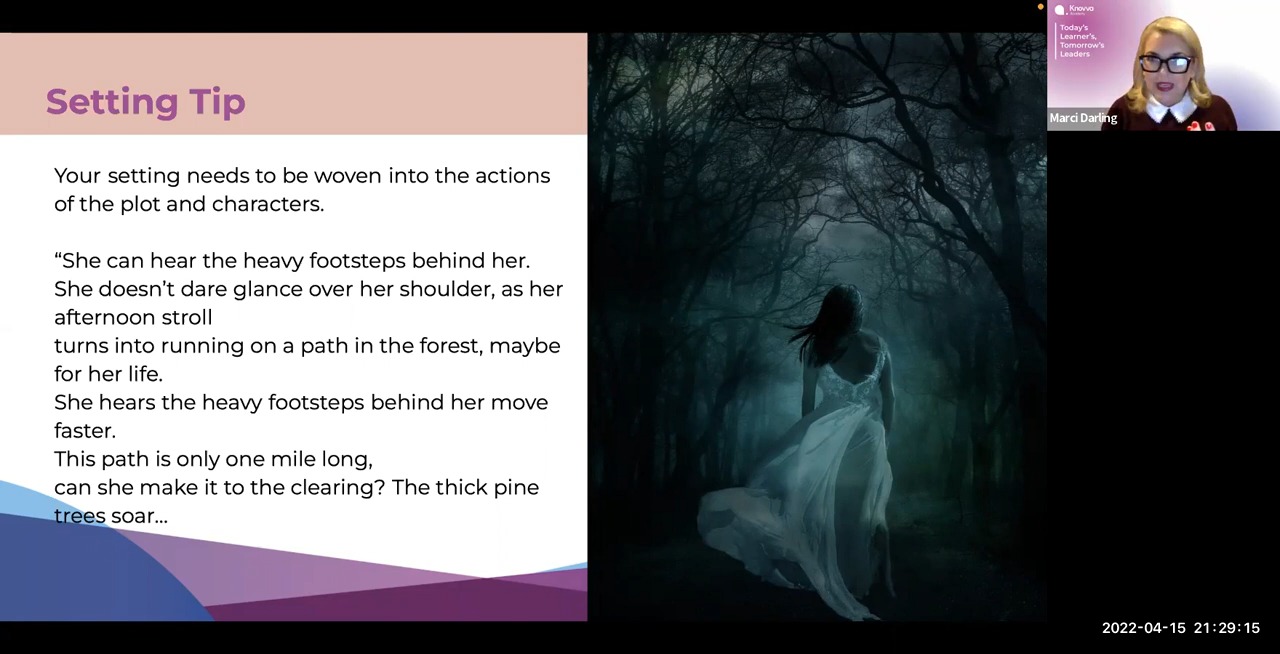 Setting Tip
Your setting needs to be woven into the actions
of the plot and characters.
“She can hear the heavy footsteps behind her.
She doesn’t dare glance over her shoulder, as her
afternoon stroll
turns into running on a path in the forest, maybe
for her life.
She hears the heavy footsteps behind her move
faster.
This path is only one mile long,
can she make it to the clearing? The thick pine
trees soar...
Knovva
Academy
Today’s
Learner’s,
Tomorrow’s
Leaders
Marci Darling
2022-04-15 21:29:15